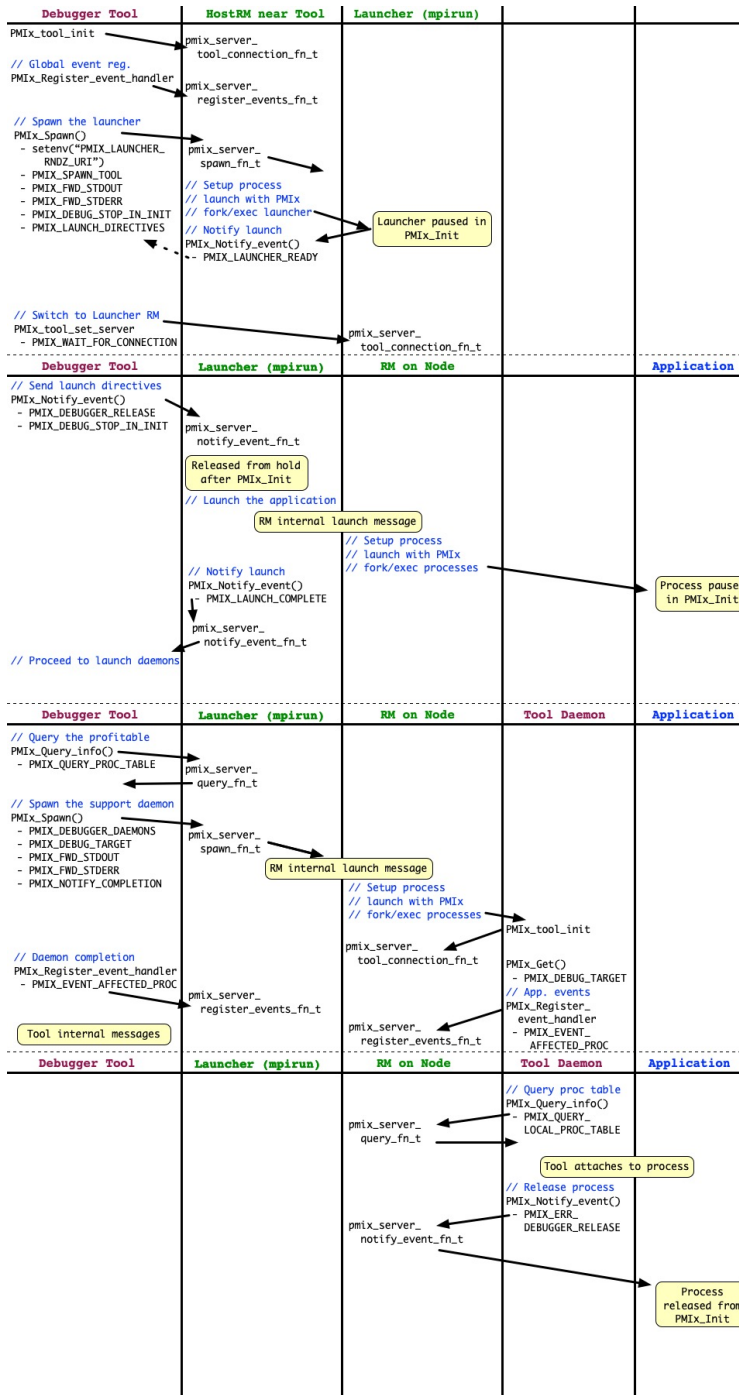 Debugger Tool
HostRM near Tool
Launcher (mpirun)
PMIx_tool_init
pmix_server_
tool_connection_fn_t
// Global event reg.
PMIx_Register_event_handler
pmix_server_
register_events_fn_t
// Spawn the launcher
PMIx_Spawn()
- setenv("PMIX_LAUNCHER_
RNDZ_URI")
- PMIX_SPAWN_TOOL
- PMIX_FWD_STDOUT
- PMIX_FWD_STDERR
- PMIX_DEBUG_STOP_IN_INIT
- PMIX_LAUNCH_DIRECTIVES
pmix_server_
spawn_fn_t
// Setup process
// launch with PMIx
// fork/exec launcher
// Notify launch
PMIx_Notify_event()
- PMIX_LAUNCHER_READY
Launcher paused in
PMIx_Init
// Switch to Launcher RM
PMIx_tool_set_server
- PMIX_WAIT_FOR_CONNECTION
pmix_server_
tool_connection_fn_t
Debugger Tool
Launcher (mpirun)
RM on Node
Application
// Send launch directives
PMIx_Notify_event()
- PMIX_DEBUGGER_RELEASE
- PMIX_DEBUG_STOP_IN_INIT
pmix_server_
notify_event_fn_t
Released from hold
after PMIx_Init
// Launch the application
RM internal launch message
// Setup process
// launch with PMIx
// fork/exec processes
Process paused
in PMIx_Init
// Notify launch
PMIx_Notify_event()
- PMIX_LAUNCH_COMPLETE
pmix_server_
notify_event_fn_t
// Proceed to launch daemons
Debugger Tool
Launcher (mpirun)
RM on Node
Tool Daemon
Application
// Query the profitable
PMIx_Query_info()
- PMIX_QUERY_PROC_TABLE
pmix_server_
query_fn_t
// Spawn the support daemon
PMIx_Spawn()
- PMIX_DEBUGGER_DAEMONS
- PMIX_DEBUG_TARGET
- PMIX_FWD_STDOUT
- PMIX_FWD_STDERR
- PMIX_NOTIFY_COMPLETION
pmix_server_
spawn_fn_t
RM internal launch message
// Setup process
// launch with PMIx
// fork/exec processes
PMIx_tool_init
pmix_server_
tool_connection_fn_t
PMIx_Get()
- PMIX_DEBUG_TARGET
// Daemon completion
PMIx_Register_event_handler
- PMIX_EVENT_AFFECTED_PROC
pmix_server_
register_events_fn_t
// App. events
PMIx_Register_
event_handler
- PMIX_EVENT_
AFFECTED_PROC
pmix_server_
register_events_fn_t
Tool internal messages
Debugger Tool
Launcher (mpirun)
RM on Node
Tool Daemon
Application
// Query proc table
PMIx_Query_info()
- PMIX_QUERY_
LOCAL_PROC_TABLE
pmix_server_
query_fn_t
Tool attaches to process
// Release process
PMIx_Notify_event()
- PMIX_ERR_
DEBUGGER_RELEASE
pmix_server_
notify_event_fn_t
Process
released from
PMIx_Init